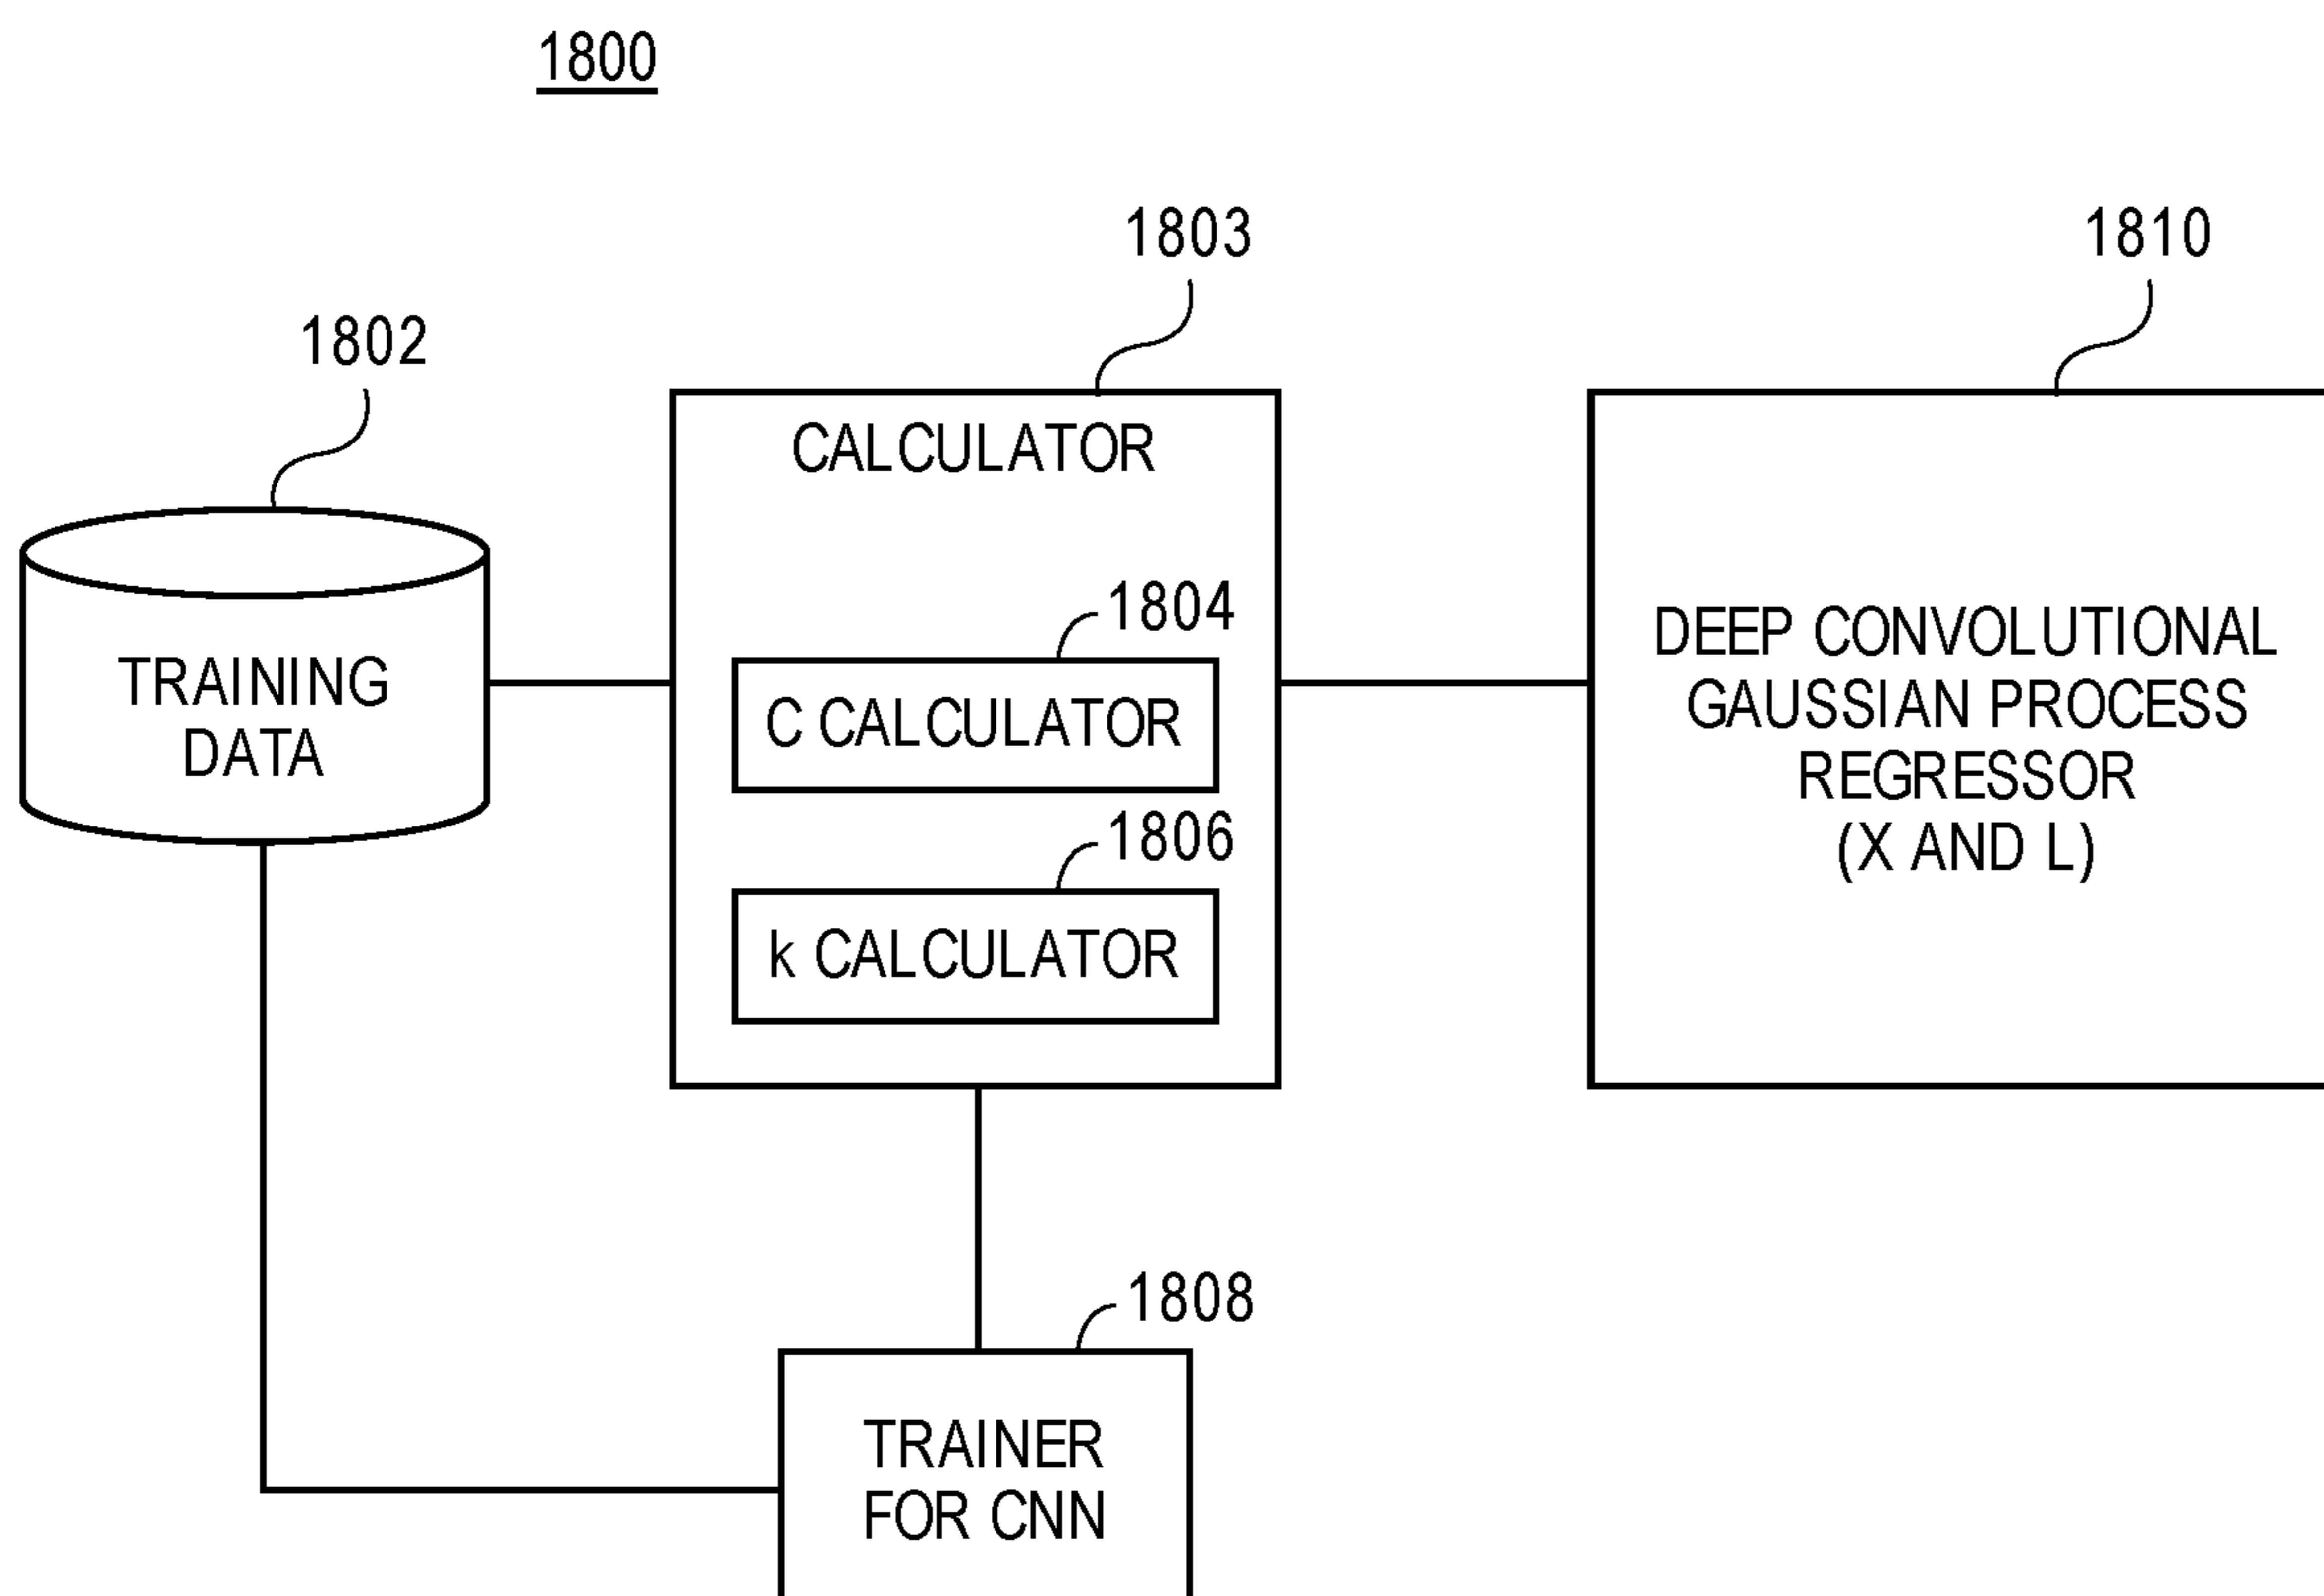 1800
1803
1810
1802
CALCULATOR
1804
TRAINING
DATA
C CALCULATOR
DEEP CONVOLUTIONAL
GAUSSIAN PROCESS
REGRESSOR
(X AND L)
1806
k CALCULATOR
1808
TRAINER
FOR CNN